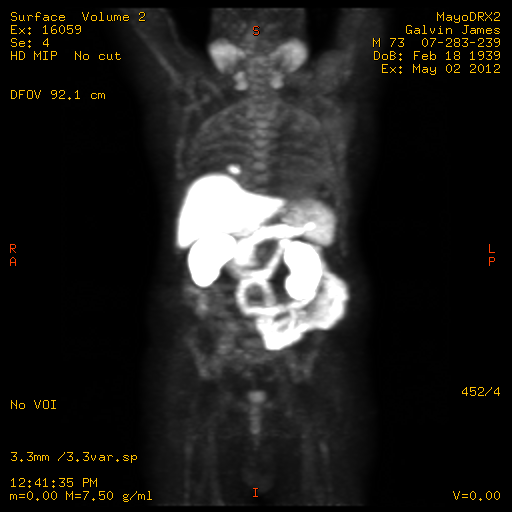 Surface Volume 2
Ex: 16059
Se: 4
HD MIP No cut
DFOV 92.1 cm
MayoDRX2
Galvin James
M 73 07-283-239
DoB: Feb 18 1939
Ex: May 02 2012
S
R
A
L
P
No VOI
452/4
3.3mm /3.3var.sp
12:41:35 PM
m=0.00 M=7.50 g/ml
I
V=0.00